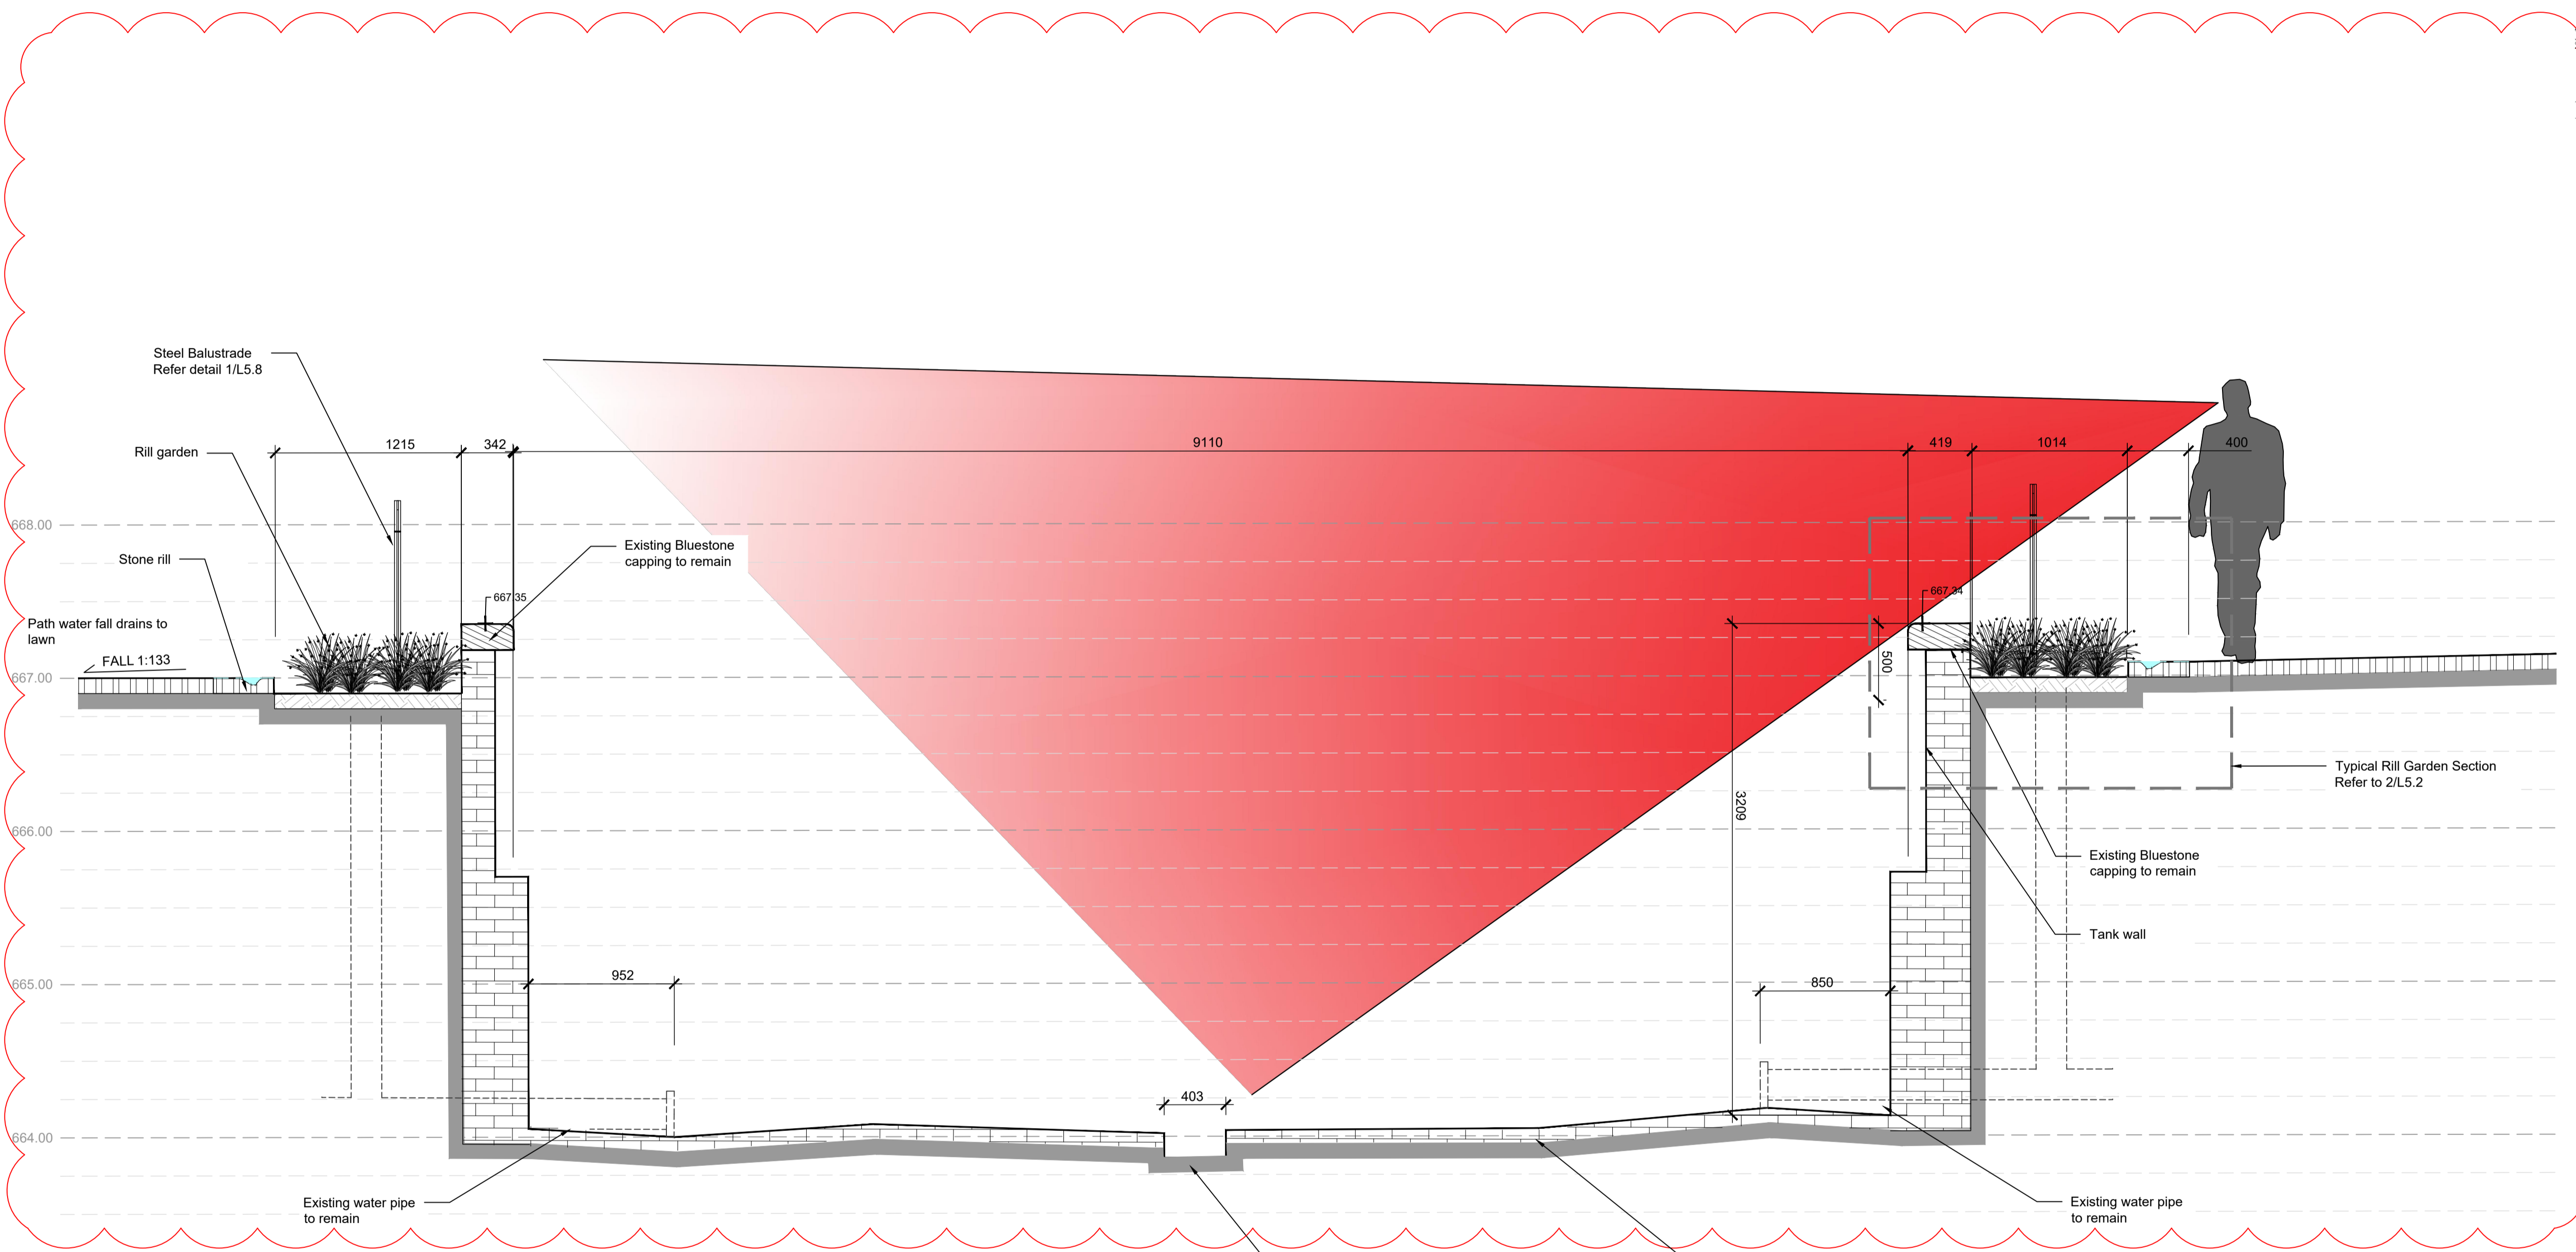 Steel Balustrade
Refer detail 1/L5.8
1215
342
9110
419
1014
400
Rill garden
668.00
Existing Bluestone
capping to remain
Stone rill
667.35
667.34
Path water fall drains to
lawn
FALL 1:133
500
667.00
Typical Rill Garden Section
Refer to 2/L5.2
3209
666.00
Existing Bluestone
capping to remain
Tank wall
952
850
665.00
403
664.00
Existing water pipe
to remain
Existing water pipe
to remain